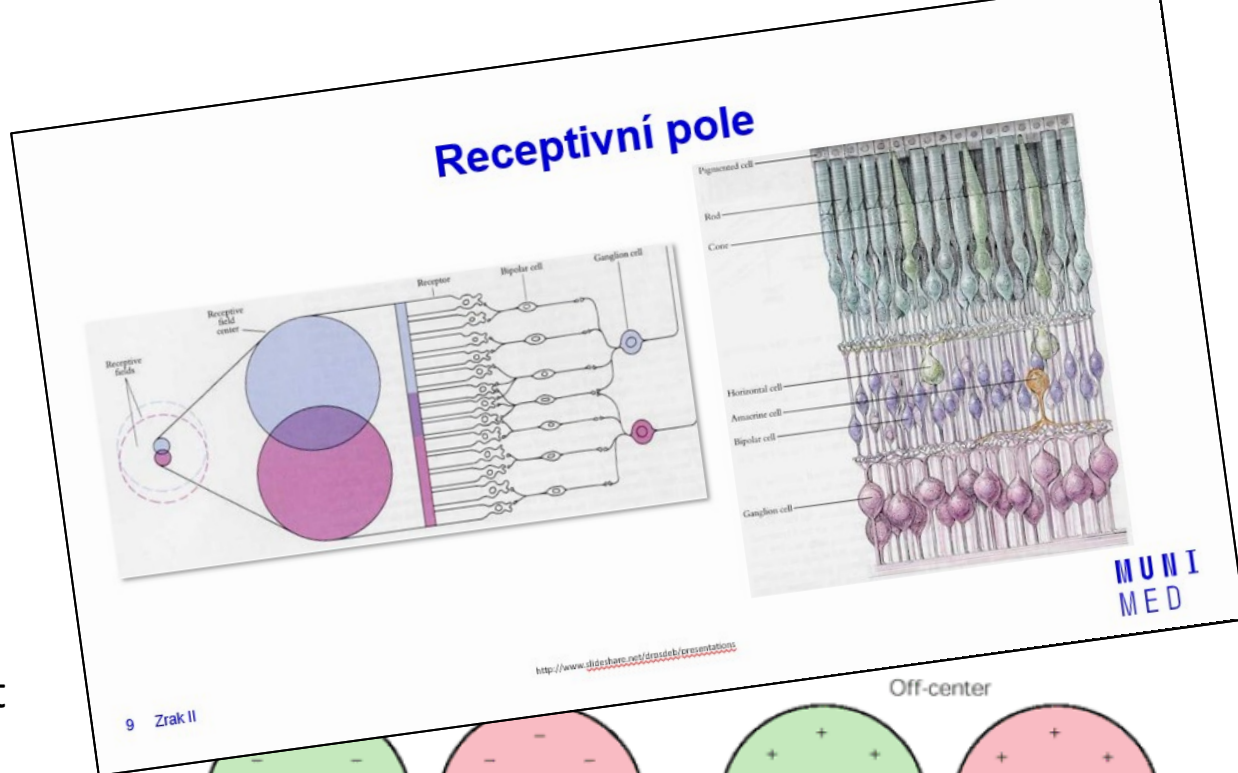 Receptivní pole
Receptive
fields
Receptive
field
center
Receptor
Bipolar cell
Ganglion cell
Pigmented cell
Rod
Cone
Horizontal cell
Amacrine cell
Bipolar cell
Ganglion cell
MUNI
MED
http://www.slideshare.net/drpsdeb/presentations
9 Zrak II
t
Off-center
− − − − −
+ + + + + +